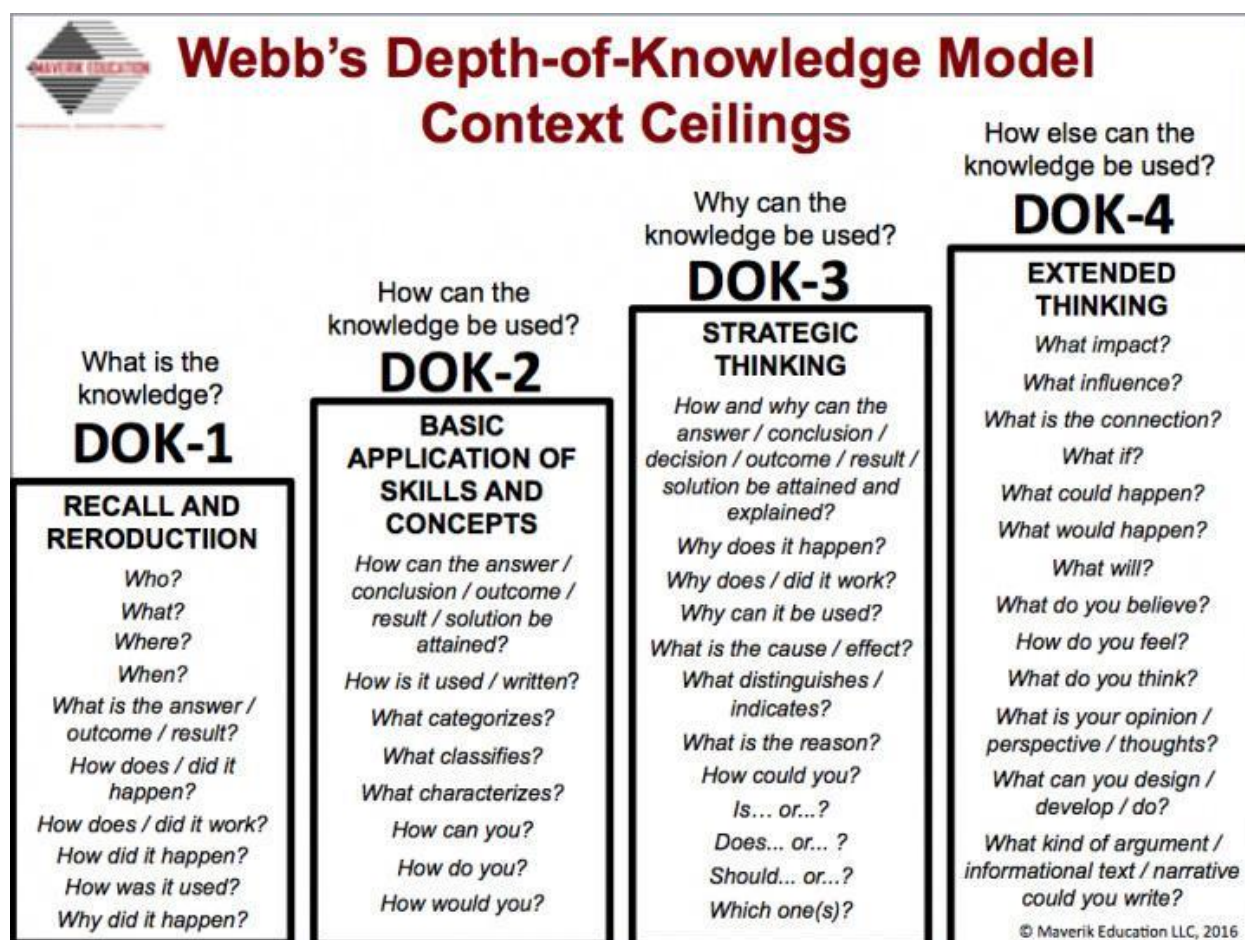 MAVERIK EDUCATION
Webb's Depth-of-Knowledge Model
Context Ceilings
What is the
knowledge?
DOK-1
RECALL AND
RERODUCTIION
Who?
What?
Where?
When?
What is the answer /
outcome / result?
How does / did it
happen?
How does / did it work?
How did it happen?
How was it used?
Why did it happen?
How can the
knowledge be used?
DOK-2
BASIC
APPLICATION OF
SKILLS AND
CONCEPTS
How can the answer /
conclusion / outcome /
result / solution be
attained?
How is it used / written?
What categorizes?
What classifies?
What characterizes?
How can you?
How do you?
How would you?
Why can the
knowledge be used?
DOK-3
STRATEGIC
THINKING
How and why can the
answer / conclusion /
decision / outcome / result /
solution be attained and
explained?
Why does it happen?
Why does / did it work?
Why can it be used?
What is the cause / effect?
What distinguishes /
indicates?
What is the reason?
How could you?
Is... or...?
Does... or... ?
Should... or...?
Which one(s)?
How else can the
knowledge be used?
DOK-4
EXTENDED
THINKING
What impact?
What influence?
What is the connection?
What if?
What could happen?
What would happen?
What will?
What do you believe?
How do you feel?
What do you think?
What is your opinion /
perspective / thoughts?
What can you design /
develop / do?
What kind of argument /
informational text / narrative
could you write?
© Maverik Education LLC, 2016